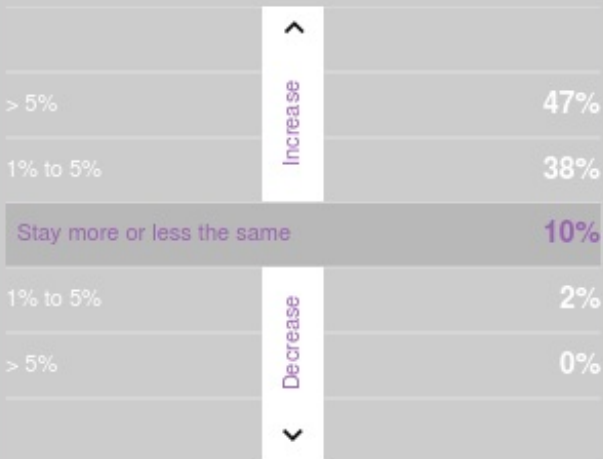 > 5%
47%
Increase
1% to 5%
38%
Stay more or less the same
10%
1% to 5%
2%
Decrease
> 5%
0%